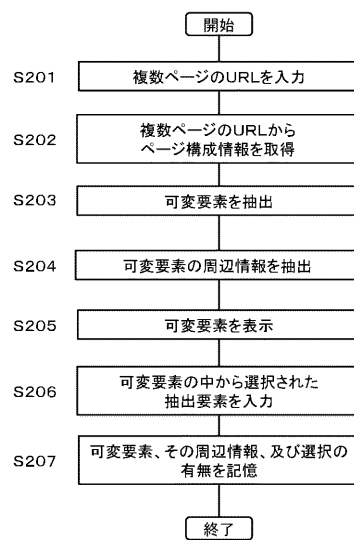 開始
S201
複数ページのURLを入力
S202
複数ページのURLから
ページ構成情報を取得
S203
可変要素を抽出
S204
可変要素の周辺情報を抽出
S205
可変要素を表示
S206
可変要素の中から選択された
抽出要素を入力
S207
可変要素、その周辺情報、及び選択の
有無を記憶
終了